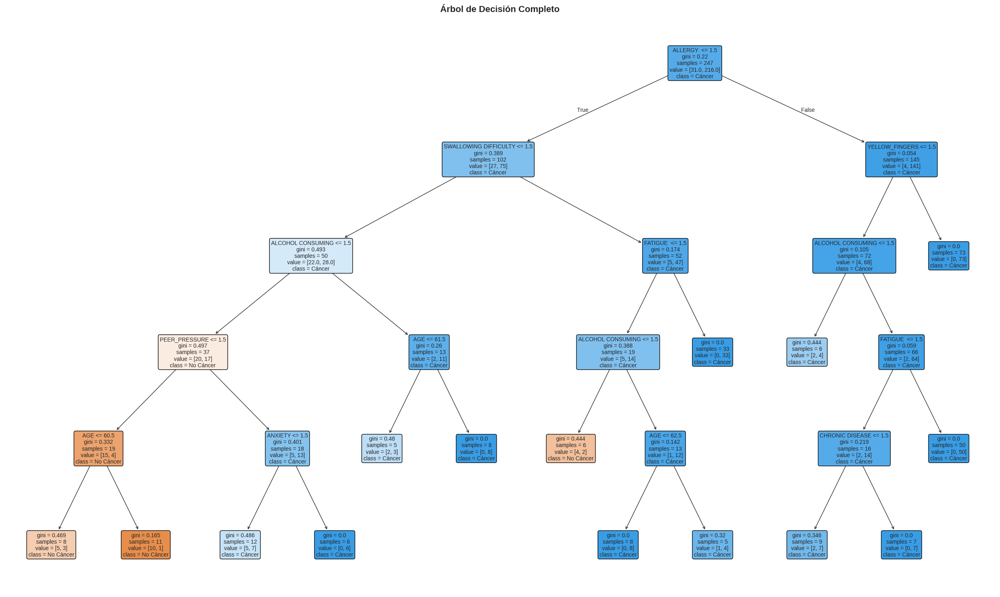 Árbol de Decisión Completo
ALLERGY  <= 1.5
gini = 0.22
samples = 247
value = [31.0, 216.0]
class = Cáncer
True
False
SWALLOWING DIFFICULTY <= 1.5
gini = 0.389
samples = 102
value = [27, 75]
class = Cáncer
YELLOW_FINGERS <= 1.5
gini = 0.054
samples = 145
value = [4, 141]
class = Cáncer
ALCOHOL CONSUMING <= 1.5
gini = 0.493
samples = 50
value = [22.0, 28.0]
class = Cáncer
FATIGUE  <= 1.5
gini = 0.174
samples = 52
value = [5, 47]
class = Cáncer
ALCOHOL CONSUMING <= 1.5
gini = 0.105
samples = 72
value = [4, 68]
class = Cáncer
gini = 0.0
samples = 73
value = [0, 73]
class = Cáncer
PEER_PRESSURE <= 1.5
gini = 0.497
samples = 37
value = [20, 17]
class = No Cáncer
AGE <= 61.5
gini = 0.26
samples = 13
value = [2, 11]
class = Cáncer
ALCOHOL CONSUMING <= 1.5
gini = 0.388
samples = 19
value = [5, 14]
class = Cáncer
gini = 0.0
samples = 33
value = [0, 33]
class = Cáncer
gini = 0.444
samples = 6
value = [2, 4]
class = Cáncer
FATIGUE  <= 1.5
gini = 0.059
samples = 66
value = [2, 64]
class = Cáncer
AGE <= 60.5
gini = 0.332
samples = 19
value = [15, 4]
class = No Cáncer
ANXIETY <= 1.5
gini = 0.401
samples = 18
value = [5, 13]
class = Cáncer
gini = 0.48
samples = 5
value = [2, 3]
class = Cáncer
gini = 0.0
samples = 8
value = [0, 8]
class = Cáncer
gini = 0.444
samples = 6
value = [4, 2]
class = No Cáncer
AGE <= 62.5
gini = 0.142
samples = 13
value = [1, 12]
class = Cáncer
CHRONIC DISEASE <= 1.5
gini = 0.219
samples = 16
value = [2, 14]
class = Cáncer
gini = 0.0
samples = 50
value = [0, 50]
class = Cáncer
gini = 0.469
samples = 8
value = [5, 3]
class = No Cáncer
gini = 0.165
samples = 11
value = [10, 1]
class = No Cáncer
gini = 0.486
samples = 12
value = [5, 7]
class = Cáncer
gini = 0.0
samples = 6
value = [0, 6]
class = Cáncer
gini = 0.0
samples = 8
value = [0, 8]
class = Cáncer
gini = 0.32
samples = 5
value = [1, 4]
class = Cáncer
gini = 0.346
samples = 9
value = [2, 7]
class = Cáncer
gini = 0.0
samples = 7
value = [0, 7]
class = Cáncer